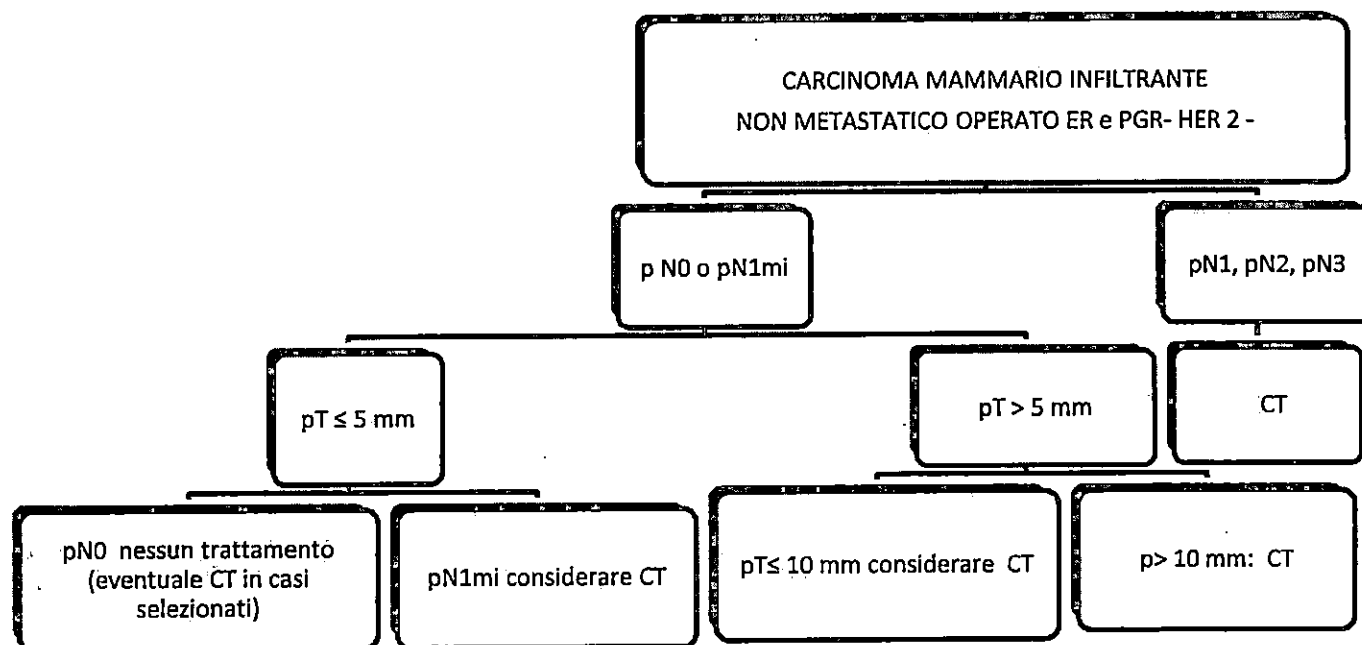 CARCINOMA MAMMARIO INFILTRANTE
NON METASTATICO OPERATO ER e PGR- HER 2 -
p N0 o pN1mi
pN1, pN2, pN3
pT ≤ 5 mm
pT > 5 mm
CT
pN0 nessun trattamento
(eventuale CT in casi
selezionati)
pN1mi considerare CT
pT≤ 10 mm considerare CT
p> 10 mm: CT